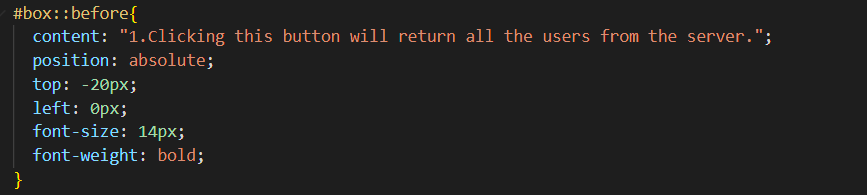 #box::before{
content: "1.Clicking this button will return all the users from the server.";
position: absolute;
top: -20px;
left: 0px;
font-size: 14px;
font-weight: bold;
}